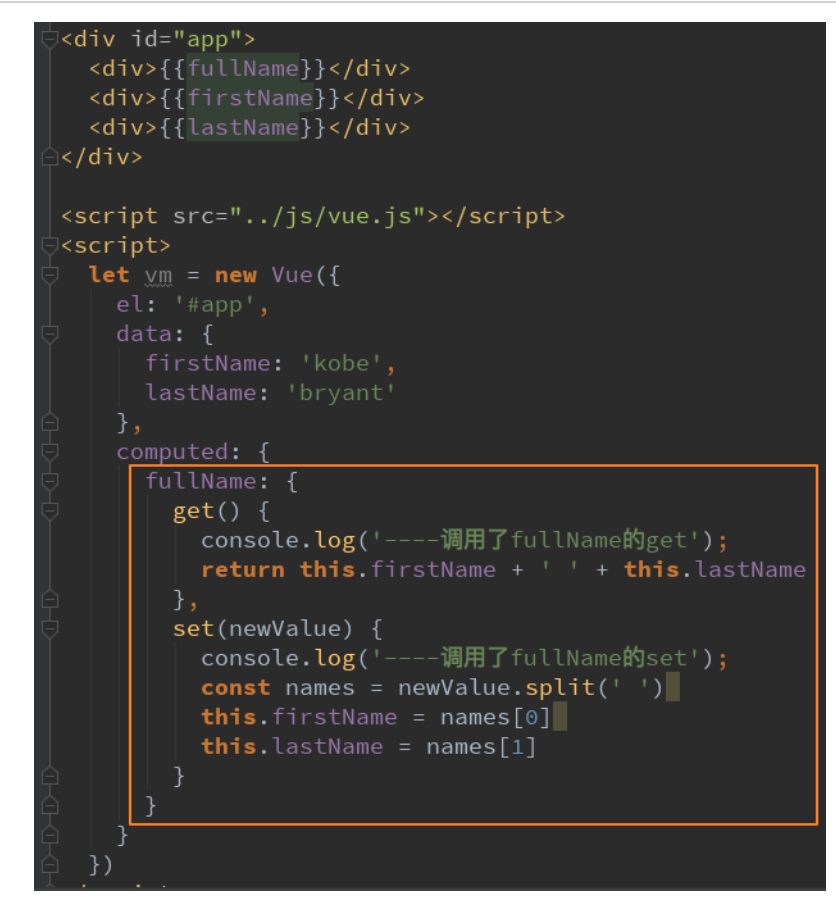 <div id="app">
<div>{{fullName}}</div>
<div>{{firstName}}</div>
<div>{{lastName}}</div>
</div>
<script src="../js/vue.js"></script>
<script>
let vm = new Vue({
el: '#app',
data: {
firstName: 'kobe',
lastName: 'bryant'
},
computed: {
fullName: {
get() {
console.log('----调用了fullName的get');
return this.firstName + ' ' + this.lastName
},
set(newValue) {
console.log('----调用了fullName的set');
const names = newValue.split(' ')
this.firstName = names[0]
this.lastName = names[1]
}
}
}
})